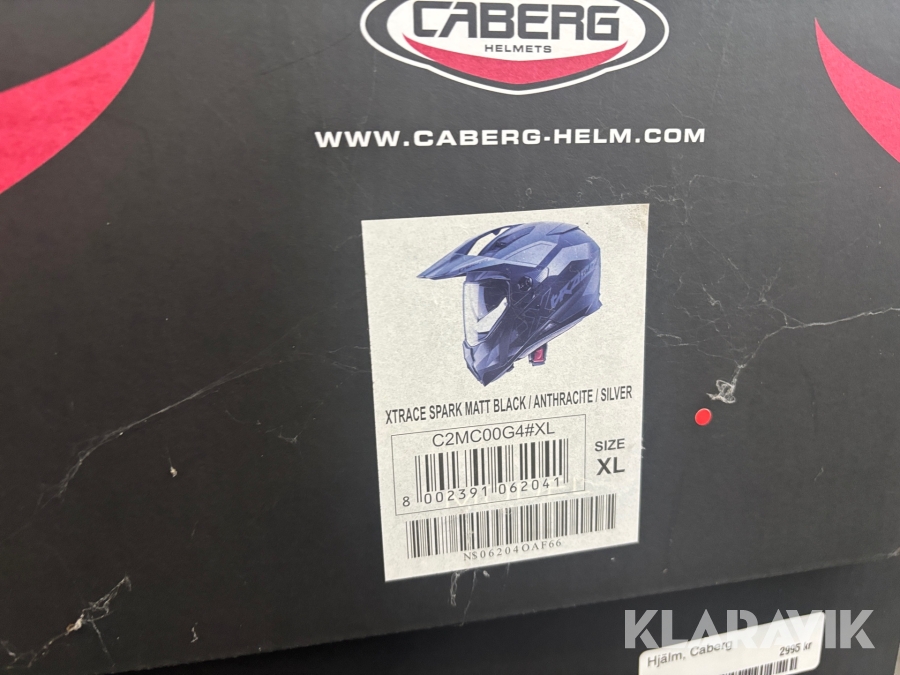 CABERG
HELMETS
WWW.CABERG-HELM.COM
XTRACE SPARK MATT BLACK / ANTHRACITE / SILVER
C2MC00G4#XL
SIZE
XL
8 002391 062041
NS06204OAF66
KLARAVIK
Hjälm, Caberg
2995 kr